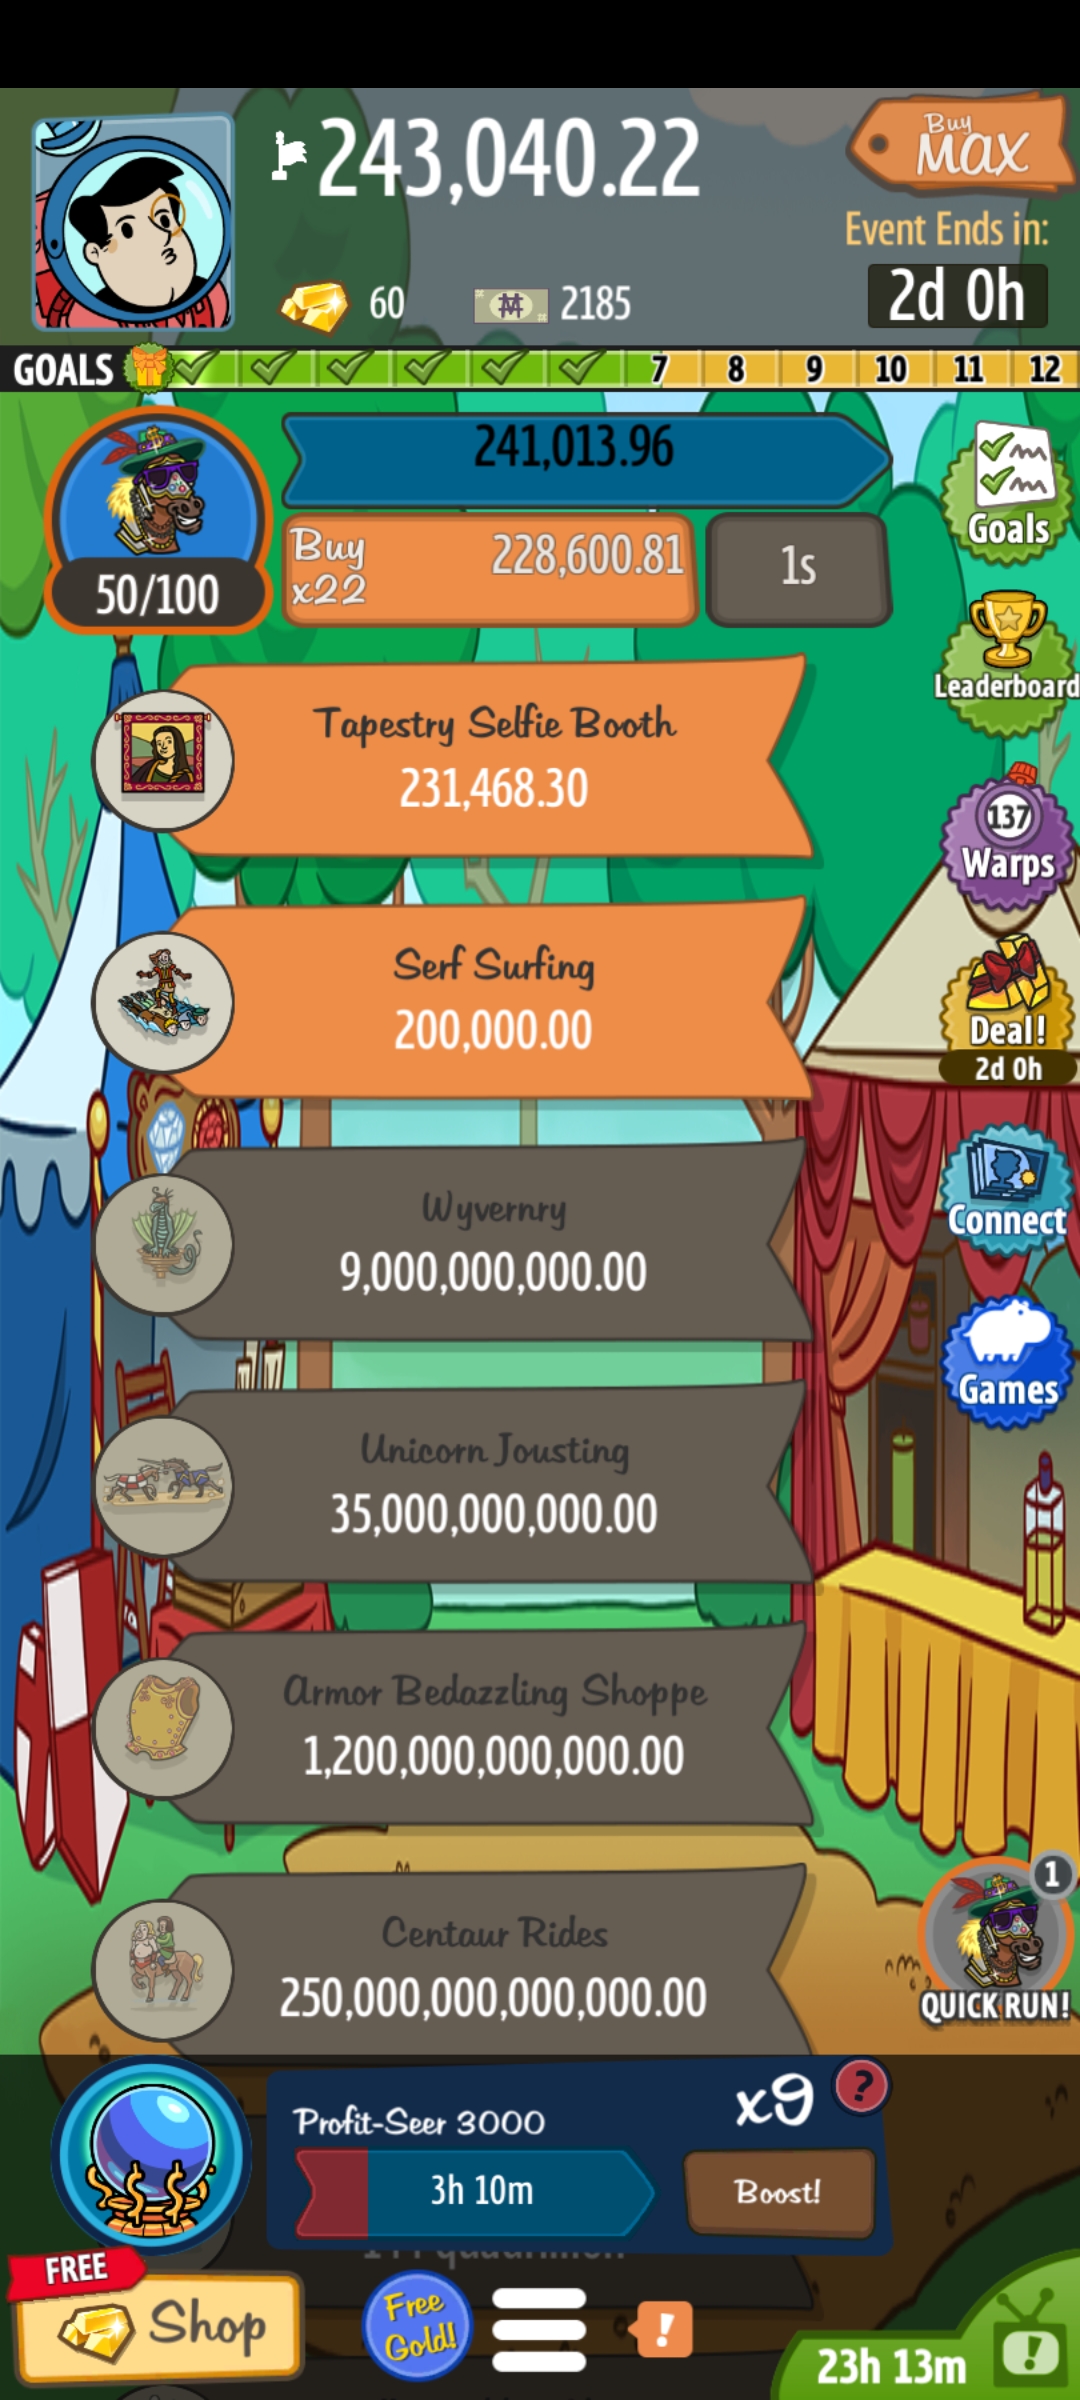 243,040.22
Buy
MAX
Event Ends in:
60
2185
2d 0h
GOALS
7 8 9 10 11 12
241,013.96
Buy
x22
228,600.81
1s
50/100
Goals
Leaderboard
Tapestry Selfie Booth
231,468.30
137
Warps
Serf Surfing
200,000.00
Deal!
2d 0h
Wyvernry
9,000,000,000.00
Connect
Unicorn Jousting
35,000,000,000.00
Games
Armor Bedazzling Shoppe
1,200,000,000,000.00
Centaur Rides
250,000,000,000,000.00
1
QUICK RUN!
Profit-Seer 3000
x9
?
3h 10m
Boost!
FREE
Shop
Free
Gold!
!
23h 13m
!